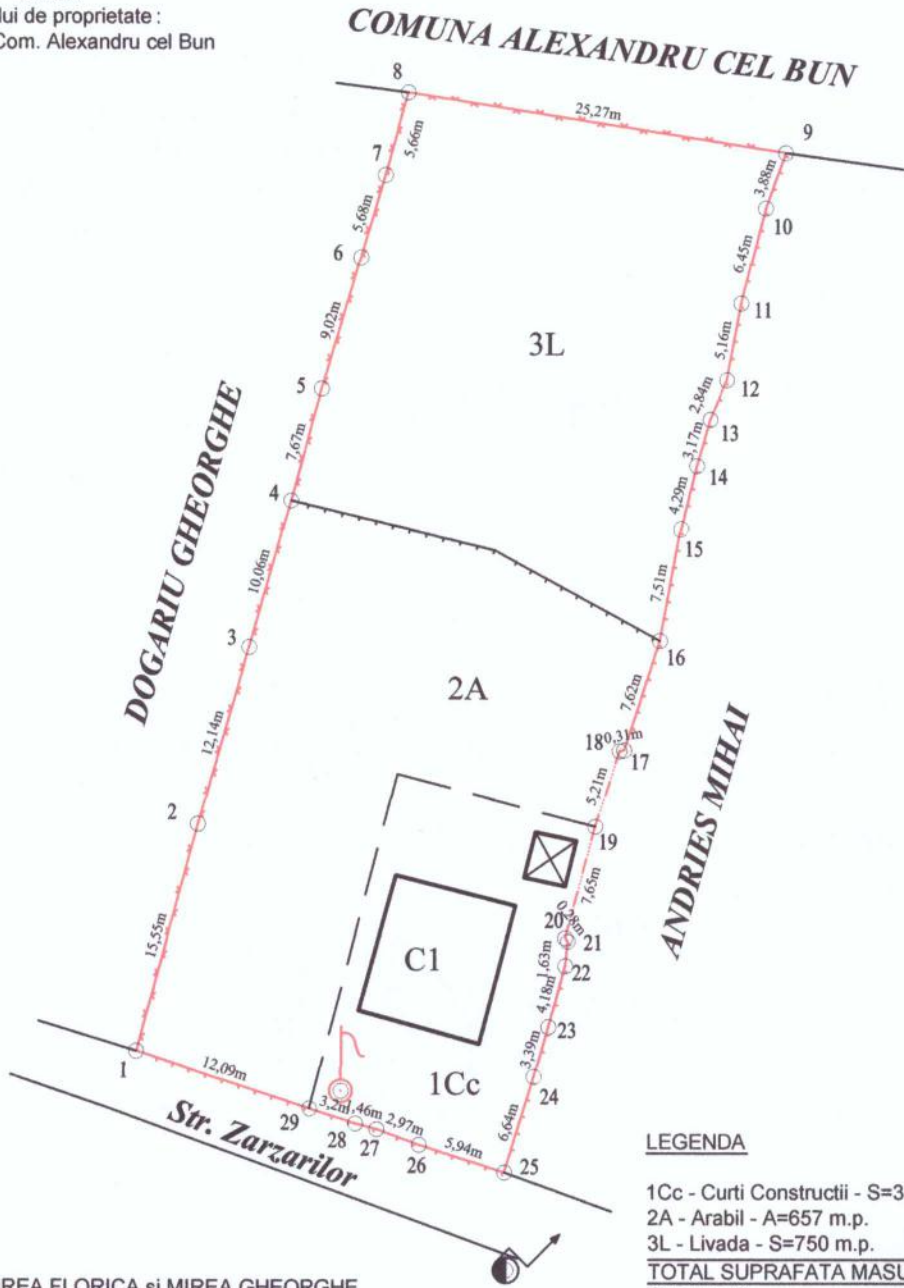 lui de proprietate :
Com. Alexandru cel Bun
COMUNA ALEXANDRU CEL BUN
8
25,27m
9
5,66m
7
3,88m
10
5,68m
6
6,45m
11
9,02m
3L
5,16m
5
12
2,84m
13
7,67m
3,17m
14
4
4,29m
15
DOGARIU GHEORGHE
7,51m
10,06m
3
16
2A
7,62m
12,14m
18
0,31m
17
ANDRIES MIHAI
5,21m
2
19
7,65m
15,55m
0,28m
20
21
C1
1,63m
22
4,18m
23
1
3,39m
12,09m
1Cc
24
29
3,2m
,46m
2,97m
6,64m
28
27
26
5,94m
25
Str. Zarzarilor
LEGENDA
1Cc - Curti Constructii - S=3
2A - Arabil - A=657 m.p.
3L - Livada - S=750 m.p.
TOTAL SUPRAFATA MASU
REA FLORICA si MIREA GHEORGHE